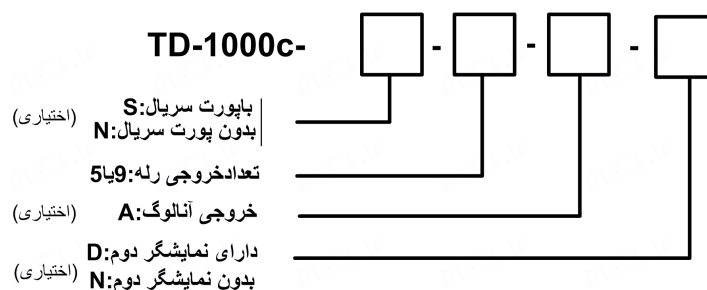 TD-1000c- - - -
باپورت سریال:S
بدون پورت سریال:N (اختیاری)
تعدادخروجی رله:9یا5
خروجی آنالوگ:A (اختیاری)
دارای نمایشگر دوم:D
بدون نمایشگر دوم:N (اختیاری)